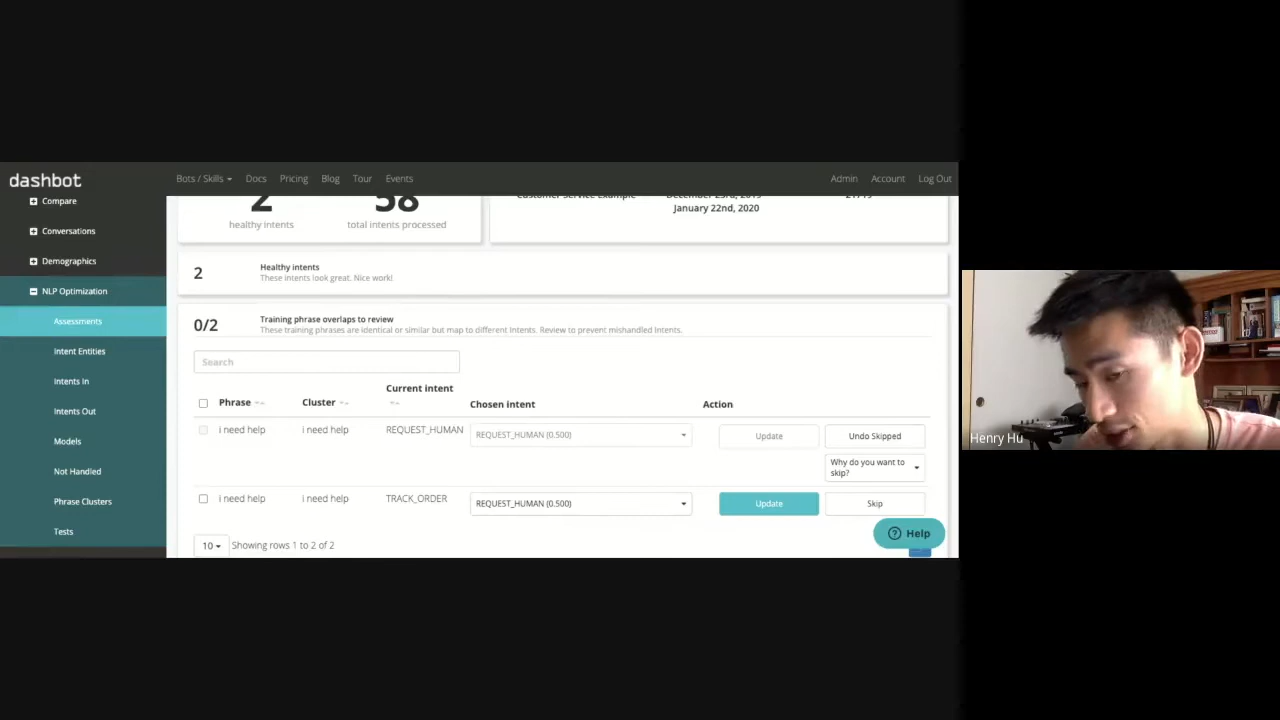 dashbot
Bots / Skills Docs Pricing Blog Tour Events Admin Account Log Out
Compare
Conversations
Demographics
NLP Optimization
Assessments
Intent Entities
Intents In
Intents Out
Models
Not Handled
Phrase Clusters
Tests
2 58
healthy intents total intents processed
January 22nd, 2020
2 Healthy intents
These intents look great. Nice work!
0/2 Training phrase overlaps to review
These training phrases are identical or similar but map to different Intents. Review to prevent mishandled Intents.
Search
Phrase Cluster Current intent Chosen intent Action
i need help i need help REQUEST_HUMAN REQUEST_HUMAN (0.500) Update Undo Skipped
Why do you want to
skip?
i need help i need help TRACK_ORDER REQUEST_HUMAN (0.500) Update Skip
10 Showing rows 1 to 2 of 2
Help
Henry Hu